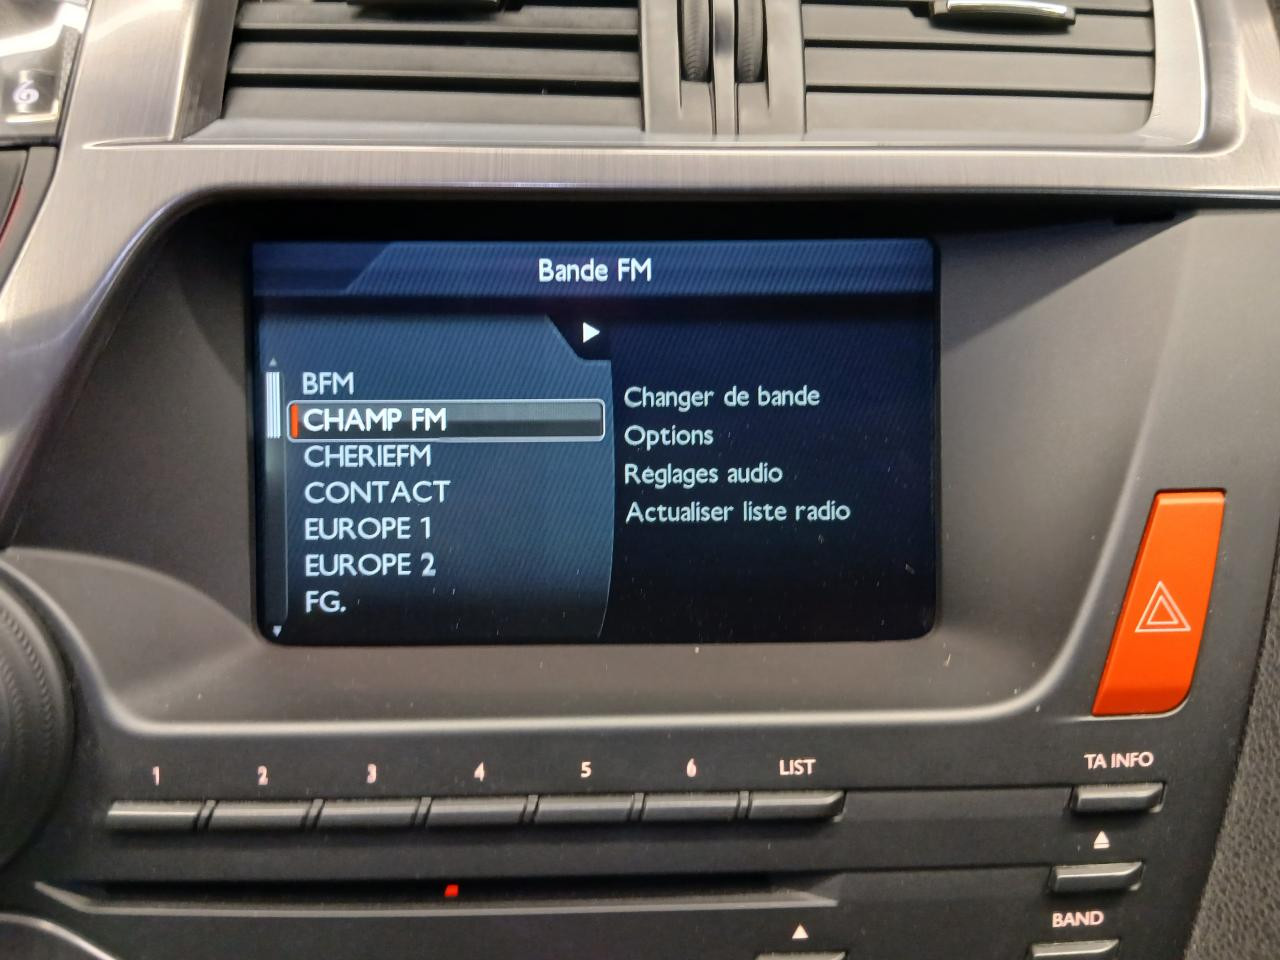 Bande FM
BFM
CHAMP FM
CHERIEFM
CONTACT
EUROPE 1
EUROPE 2
FG.
Changer de bande
Options
Réglages audio
Actualiser liste radio
1 2 3 4 5 6 LIST
TA INFO
BAND